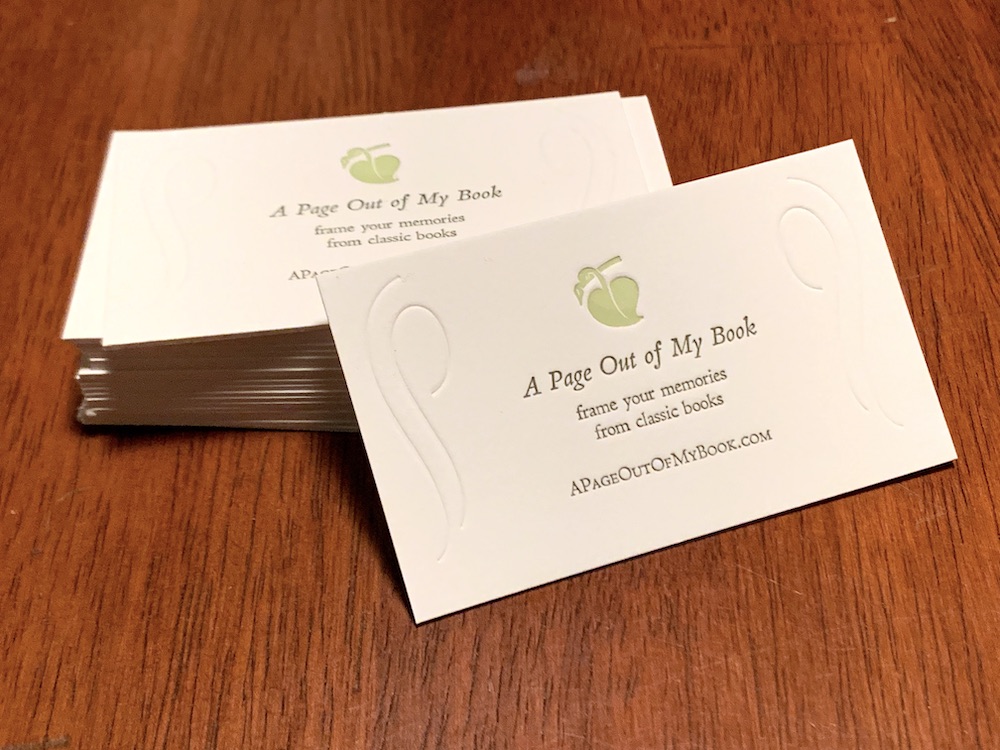 A Page Out of My Book
frame your memories
from classic books
APAGEO
A Page Out of My Book
frame your memories
from classic books
APAGEOUTOFMYBOOK.COM